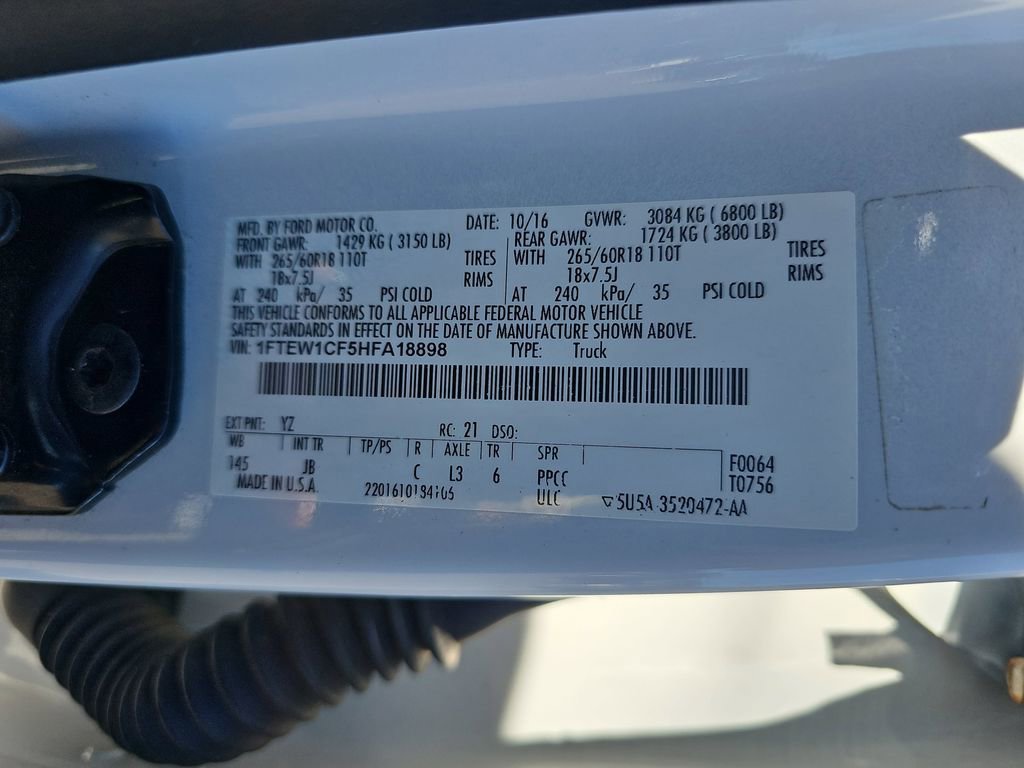 MFD. BY FORD MOTOR CO.
DATE: 10/16 GVWR: 3084 KG ( 6800 LB)
FRONT GAWR: 1429 KG ( 3150 LB) REAR GAWR: 1724 KG ( 3800 LB)
WITH 265/60R18 110T TIRES WITH 265/60R18 110T TIRES
18x7.5J RIMS 18x7.5J RIMS
AT 240 kPa/ 35 PSI COLD AT 240 kPa/ 35 PSI COLD
THIS VEHICLE CONFORMS TO ALL APPLICABLE FEDERAL MOTOR VEHICLE
SAFETY STANDARDS IN EFFECT ON THE DATE OF MANUFACTURE SHOWN ABOVE.
VIN: 1FTEW1CF5HFA18898 TYPE: Truck
EXT PNT: YZ RC: 21 DSO:
WB INT TR TP/PS R AXLE TR SPR
145 JB C L3 6 PPCC F0064
ULC T0756
MADE IN U.S.A. ▽5U5A 3520472-AA